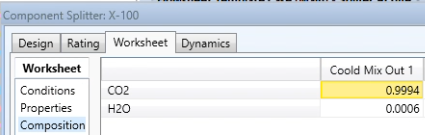 Component Splitter: X-100
Design Rating Worksheet Dynamics
Worksheet Coold Mix Out 1
Conditions CO2 0.9994
Properties H2O 0.0006
Composition